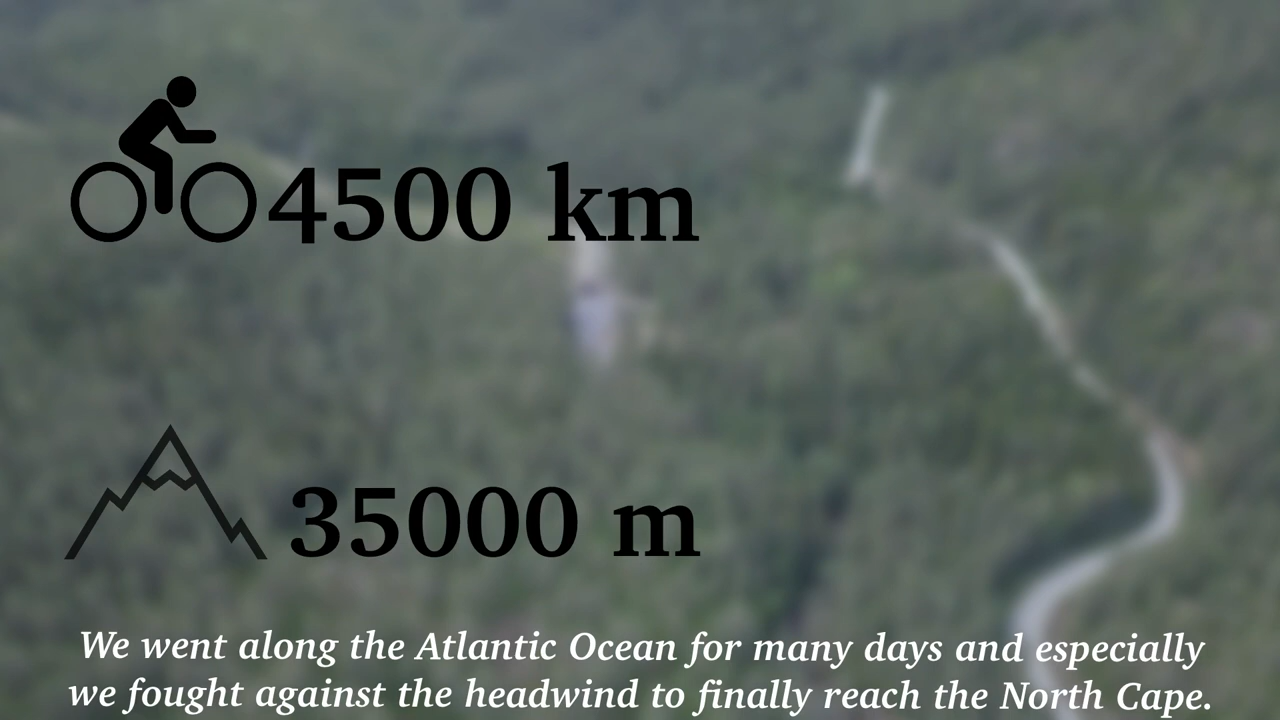 4500 km
35000 m
We went along the Atlantic Ocean for many days and especially
we fought against the headwind to finally reach the North Cape.